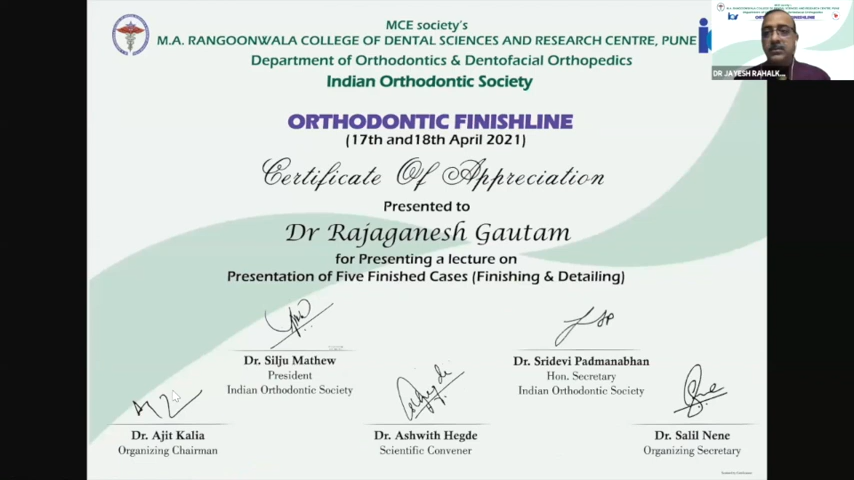 MCE society's
M.A. RANGOONWALA COLLEGE OF DENTAL SCIENCES AND RESEARCH CENTRE, PUNE
Department of Orthodontics & Dentofacial Orthopedics
Indian Orthodontic Society
ORTHODONTIC FINISHLINE
(17th and18th April 2021)
Certificate Of Appreciation
Presented to
Dr Rajaganesh Gautam
for Presenting a lecture on
Presentation of Five Finished Cases (Finishing & Detailing)
Dr. Silju Mathew
President
Indian Orthodontic Society
Dr. Sridevi Padmanabhan
Hon. Secretary
Indian Orthodontic Society
Dr. Ajit Kalia
Organizing Chairman
Dr. Ashwith Hegde
Scientific Convener
Dr. Salil Nene
Organizing Secretary
DR JAYESH RAHALK...